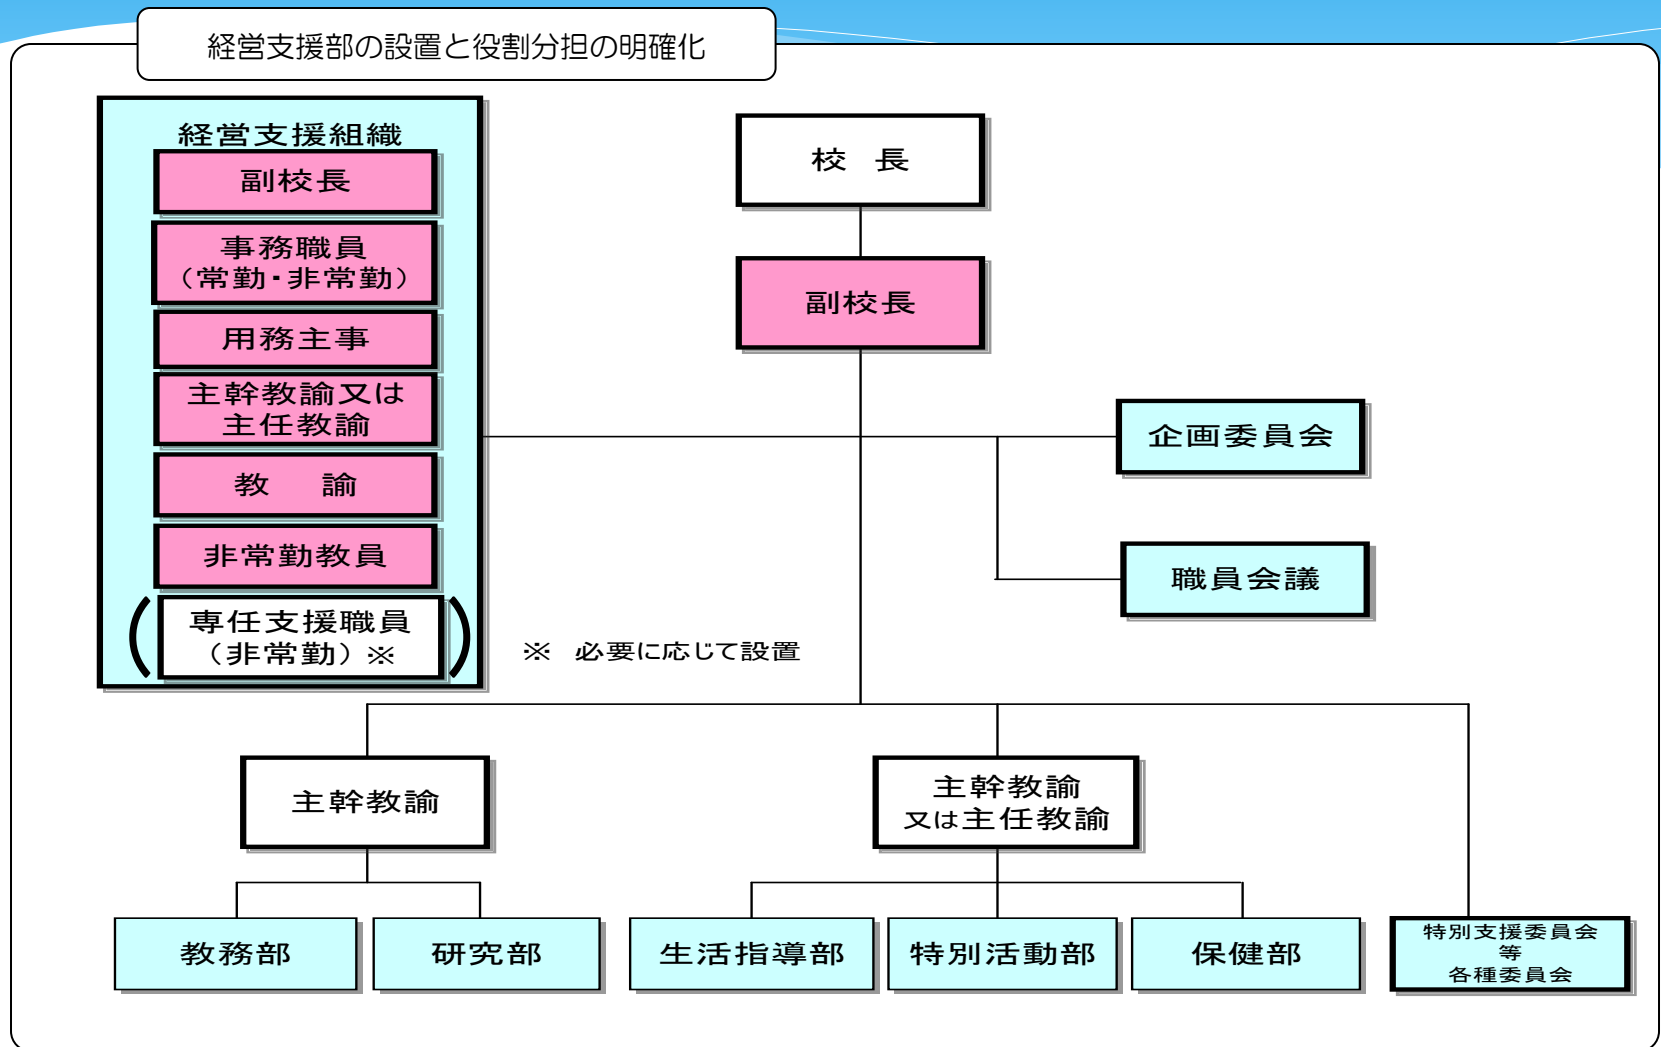 経営支援部の設置と役割分担の明確化
経営支援組織
副校長
事務職員
（常勤・非常勤）
用務主事
主幹教諭又は
主任教諭
教　諭
非常勤教員
（専任支援職員
（非常勤）※）
※　必要に応じて設置
校　長
副校長
企画委員会
職員会議
主幹教諭
主幹教諭
又は主任教諭
教務部
研究部
生活指導部
特別活動部
保健部
特別支援委員会
等
各種委員会